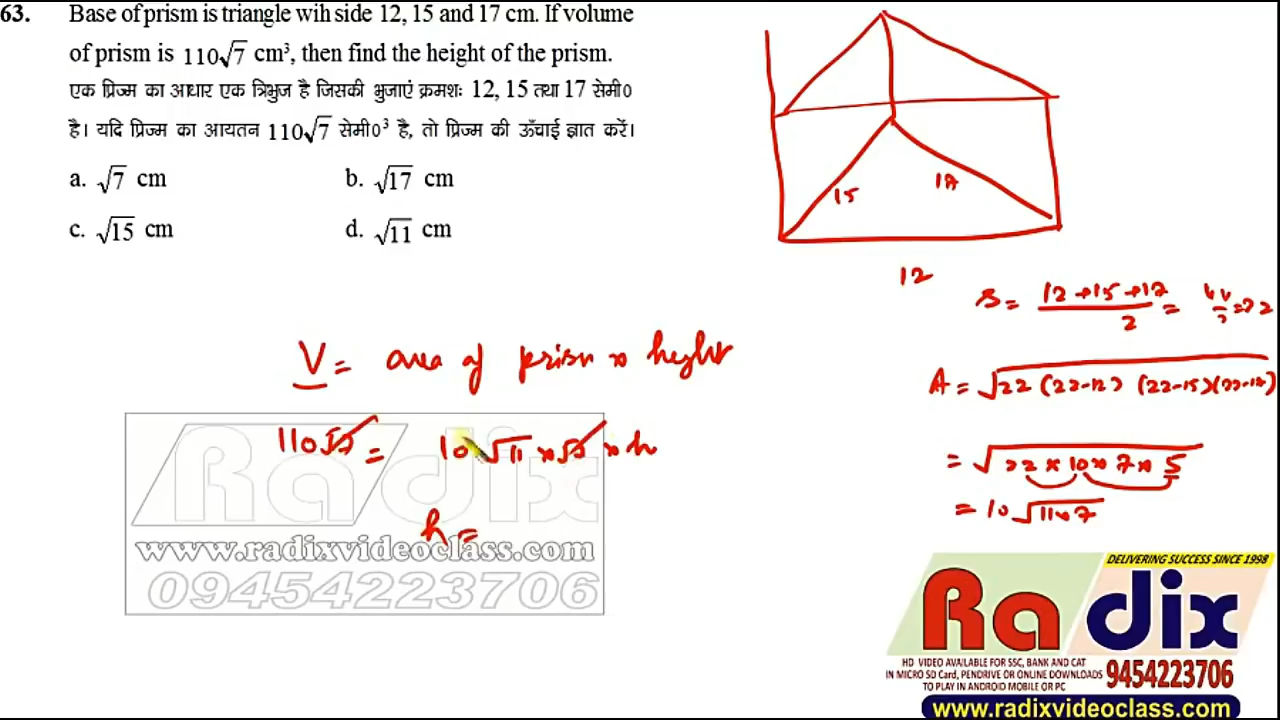 63. Base of prism is triangle wih side 12, 15 and 17 cm. If volume
of prism is 110√7 cm³, then find the height of the prism.
एक प्रिज्म का आधार एक त्रिभुज है जिसकी भुजाएं क्रमशः 12, 15 तथा 17 सेमी०
है। यदि प्रिज्म का आयतन 110√7 सेमी०³ है, तो प्रिज्म की ऊँचाई ज्ञात करें।
a. √7 cm b. √17 cm
c. √15 cm d. √11 cm
15 17
12
S = 12+15+17/2 = 44/2 = 22
V = area of prism × height
A = √22 (22-12) (22-15)(22-17)
110√7 = 10√11 × √7 × h
= √22 × 10 × 7 × 5
= 10√11×7
h =
Radix
www.radixvideoclass.com
09454223706
DELIVERING SUCCESS SINCE 1998
Radix
HD VIDEO AVAILABLE FOR SSC, BANK AND CAT
IN MICRO SD Card, PENDRIVE OR ONLINE DOWNLOADS
TO PLAY IN ANDROID MOBILE OR PC
9454223706
www.radixvideoclass.com